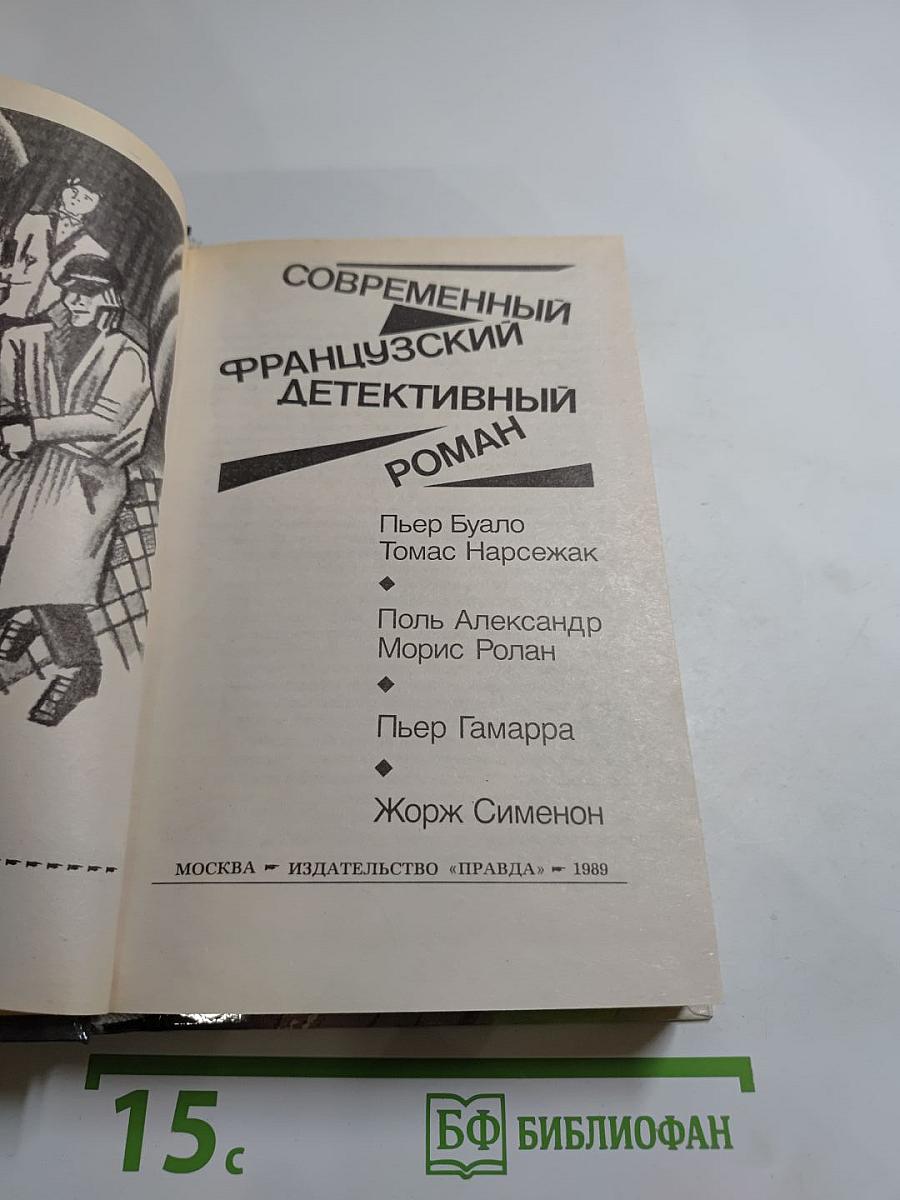 СОВРЕМЕННЫЙ
ФРАНЦУЗСКИЙ
ДЕТЕКТИВНЫЙ
РОМАН
Пьер Буало
Томас Нарсежак
Поль Александр
Морис Ролан
Пьер Гамарра
Жорж Сименон
МОСКВА ИЗДАТЕЛЬСТВО «ПРАВДА» 1989
15 с
БФ БИБЛИОФАН